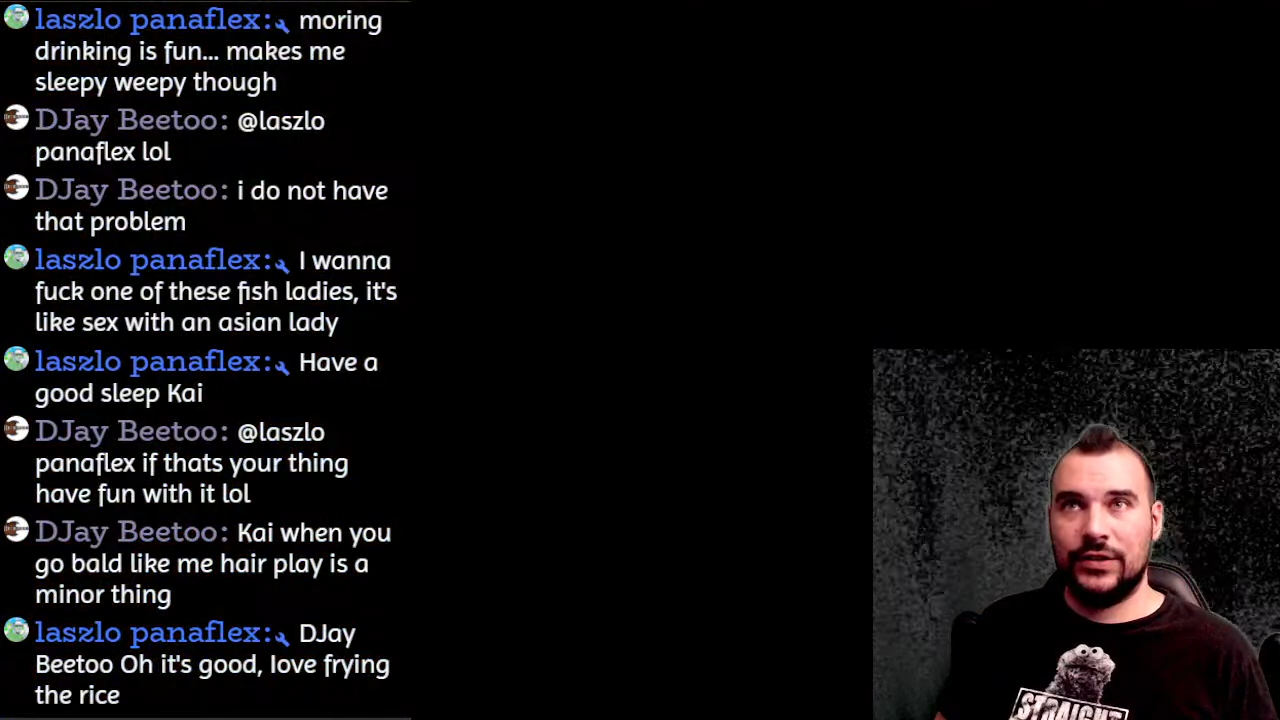 laszlo panaflex: moring
drinking is fun... makes me
sleepy weepy though
DJay Beetoo: @laszlo
panaflex lol
DJay Beetoo: i do not have
that problem
laszlo panaflex: I wanna
fuck one of these fish ladies, it's
like sex with an asian lady
laszlo panaflex: Have a
good sleep Kai
DJay Beetoo: @laszlo
panaflex if thats your thing
have fun with it lol
DJay Beetoo: Kai when you
go bald like me hair play is a
minor thing
laszlo panaflex: DJay
Beetoo Oh it's good, love frying
the rice
STRAIGHT